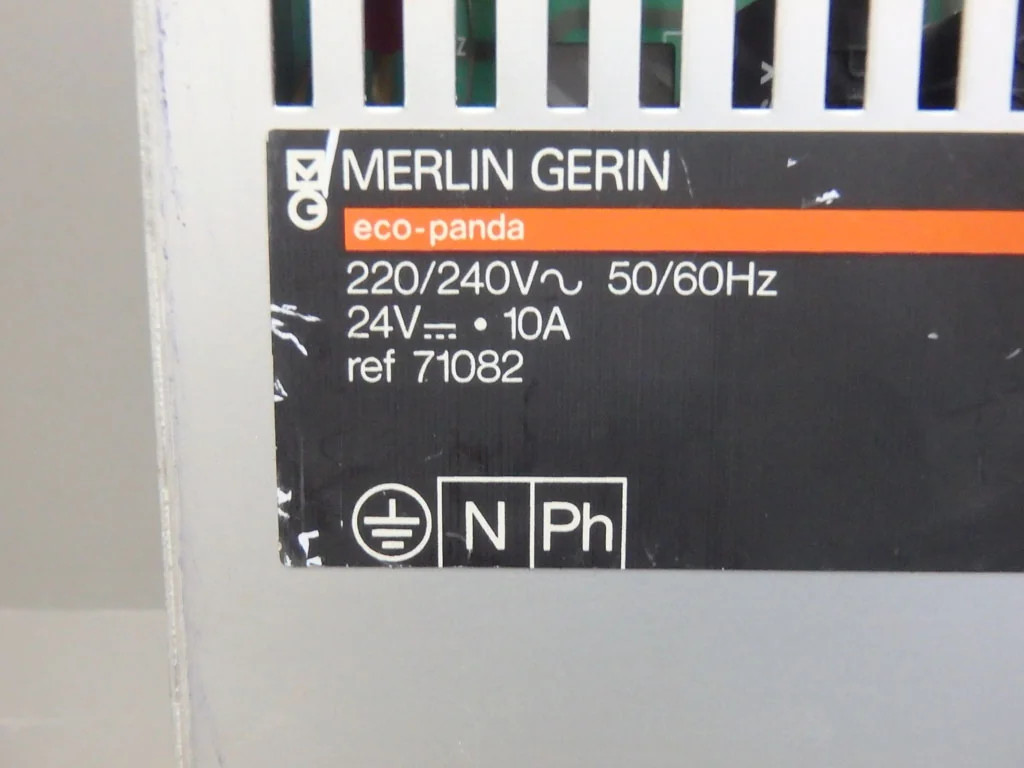 MERLIN GERIN
eco-panda
220/240V~ 50/60Hz
24V⎓ • 10A
ref 71082
N Ph